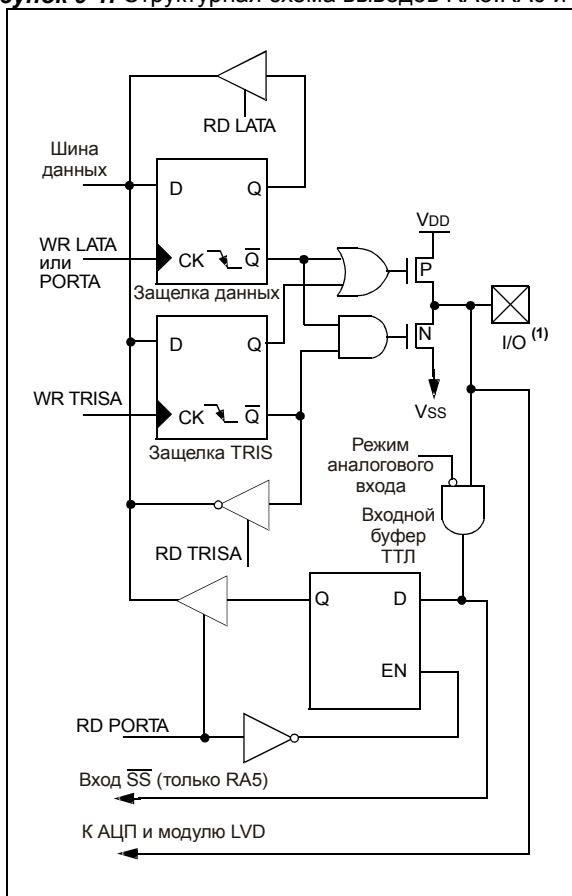 Структурная схема выводов
RD LATA
Шина
данных
D Q
WR LATA
или
PORTA
CK Q
Защелка данных
VDD
P
I/O (1)
D Q
N
WR TRISA
CK Q
VSS
Защелка TRIS
Режим
аналогового
входа
Входной
буфер
ТТЛ
RD TRISA
Q D
EN
RD PORTA
Вход SS (только RA5)
К АЦП и модулю LVD